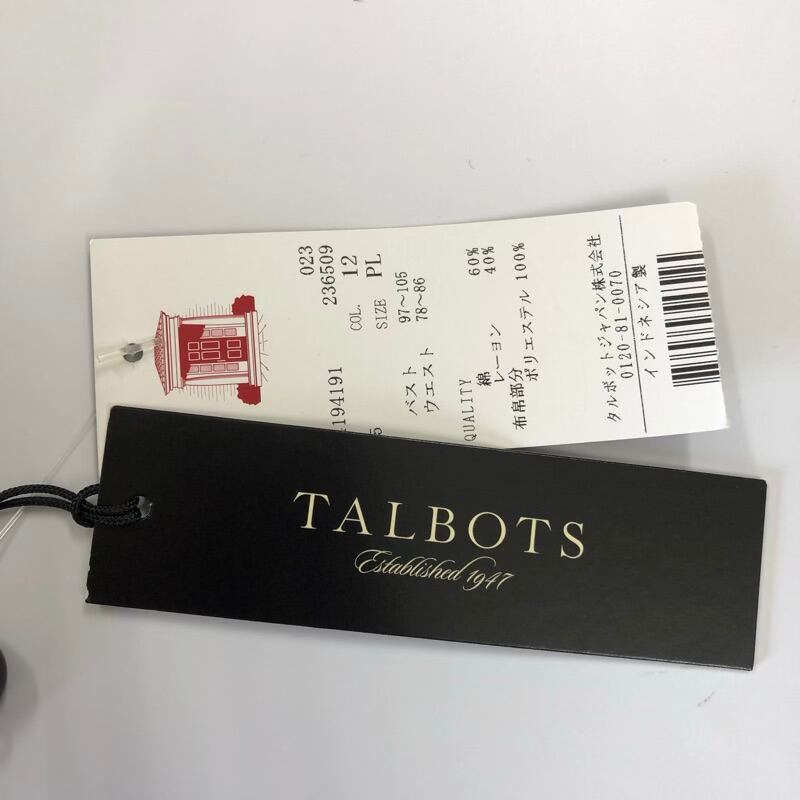 023
236509
4194191
COL. 12
SIZE PL
バスト 97～105
ウエスト 78～86
QUALITY
綿 60%
レーヨン 40%
布帛部分
ポリエステル 100%
タルボットジャパン株式会社
0120-81-0070
インドネシア製
TALBOTS
Established 1947